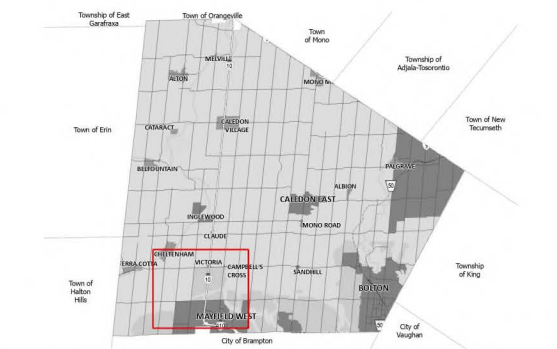 Township of East
Garafraxa
Town of Orangeville
Town
of Mono
Township of
Adjala-Tosorontio
MELVILLE
10
ALTON
MONO MI
Town of New
Tecumseth
CALEDON
VILLAGE
Town of Erin
CATARACT
9
BELFOUNTAIN
PALGRAVE
50
ALBION
CALEDON EAST
INGLEWOOD
MONO ROAD
CLAUDE
CHELTENHAM
TERRA COTTA
VICTORIA
CAMPBELL'S
CROSS
SANDHILL
Township
of King
10
Town of
Halton
Hills
BOLTON
MAYFIELD WEST
410
50
City of
Vaughan
City of Brampton